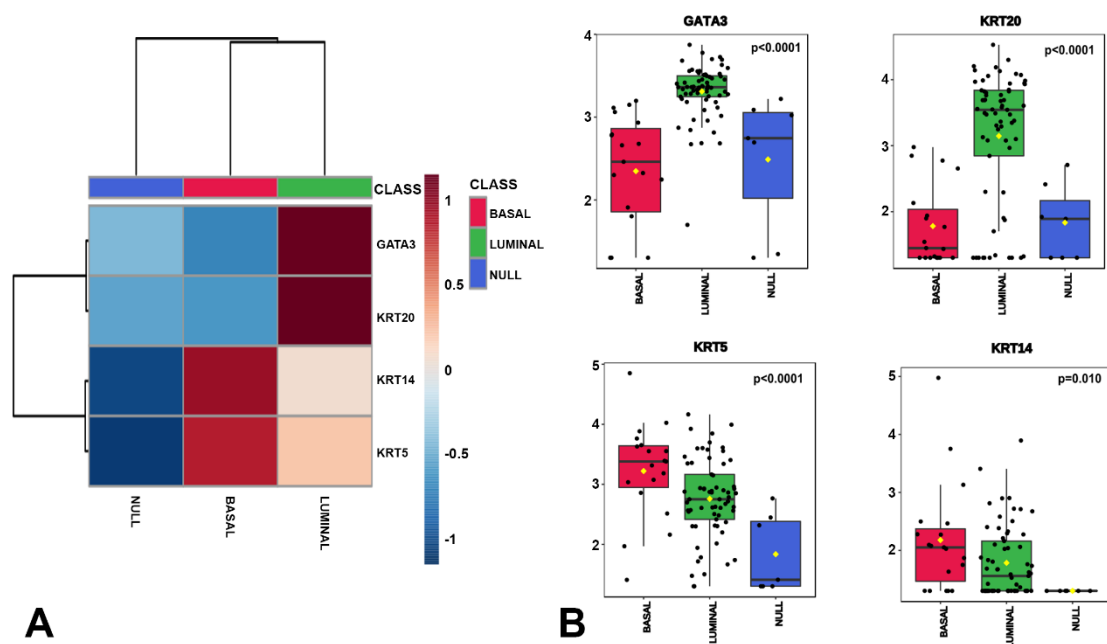 CLASS
GATA3
KRT20
KRT14
KRT5
NULL
BASAL
LUMINAL
1
0.5
0
-0.5
-1
CLASS
BASAL
LUMINAL
NULL
A
GATA3
p<0.0001
4
3
2
BASAL
LUMINAL
NULL
KRT20
p<0.0001
4
3
2
BASAL
LUMINAL
NULL
KRT5
p<0.0001
5
4
3
2
BASAL
LUMINAL
NULL
KRT14
p=0.010
5
4
3
2
BASAL
LUMINAL
NULL
B